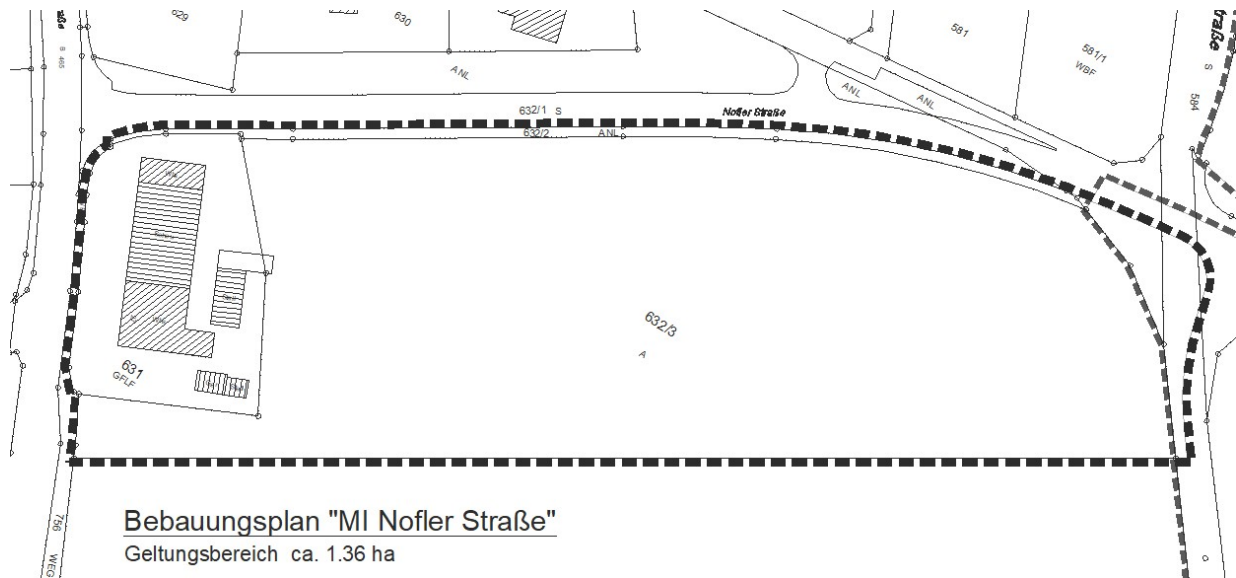 629
630
581
581/1
WBF
straße
S
584
B 465
ANL
ANL
ANL
632/1 S
Nofler Straße
632/2 ANL
632/3
A
631
GFLF
756
WEG
Bebauungsplan "MI Nofler Straße"
Geltungsbereich ca. 1.36 ha